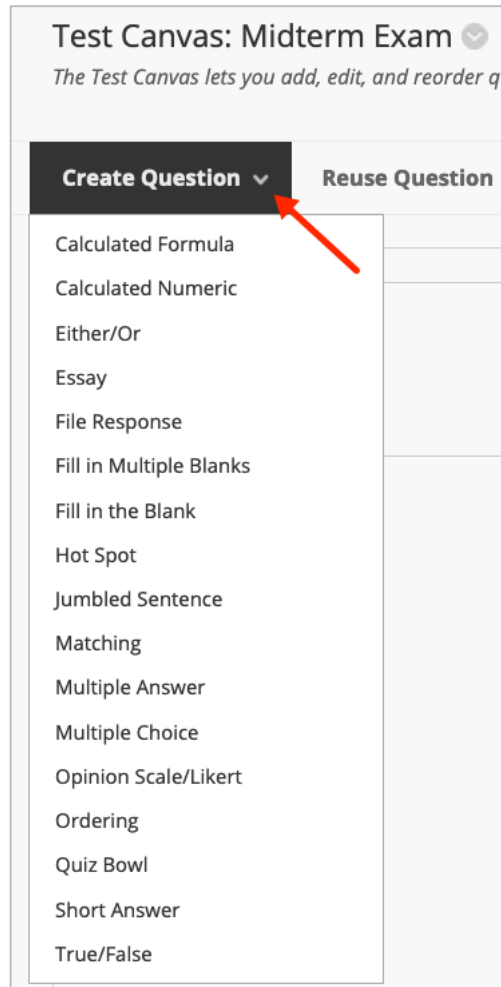 Test Canvas: Midterm Exam
The Test Canvas lets you add, edit, and reorder q
Create Question
Reuse Question
Calculated Formula
Calculated Numeric
Either/Or
Essay
File Response
Fill in Multiple Blanks
Fill in the Blank
Hot Spot
Jumbled Sentence
Matching
Multiple Answer
Multiple Choice
Opinion Scale/Likert
Ordering
Quiz Bowl
Short Answer
True/False